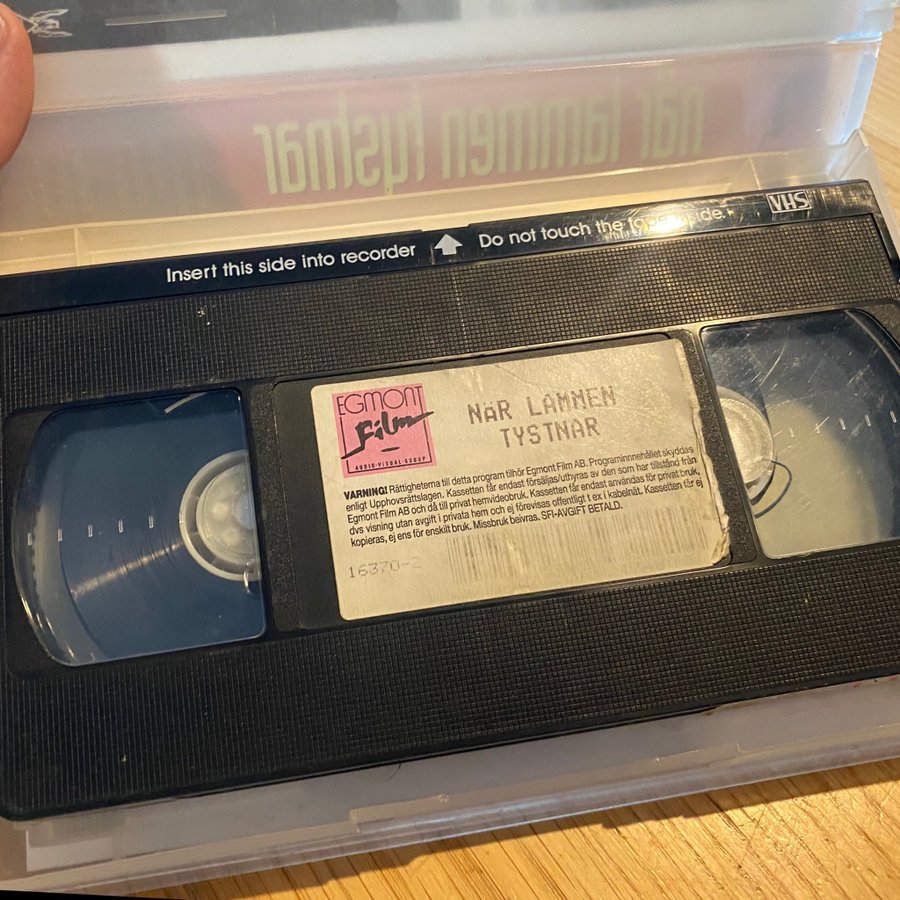 när lammen tystnar
Insert this side into recorder
Do not touch the tape inside.
VHS
EGMONT
Film
AUDIO·VISUAL·GROUP
NäR LAMMEN
TYSTNAR
VARNING! Rättigheterna till detta program tillhör Egmont Film AB. Programinnnehållet skyddas
enligt Upphovsrättslagen. Kassetten får endast försäljas/uthyras av den som har tillstånd från
Egmont Film AB och då till privat hemvideobruk. Kassetten får endast användas för privat bruk,
dvs visning utan avgift i privata hem och ej förevisas offentligt t ex i kabelnät. Kassetten får ej
kopieras, ej ens för enskilt bruk. Missbruk beivras. SFI-AVGIFT BETALD.
16370-2